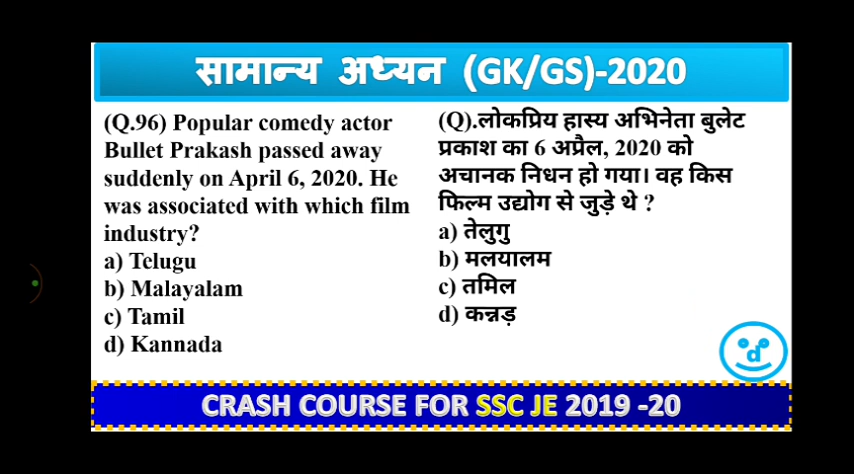 सामान्य अध्यन (GK/GS)-2020
(Q.96) Popular comedy actor
Bullet Prakash passed away
suddenly on April 6, 2020. He
was associated with which film
industry?
a) Telugu
b) Malayalam
c) Tamil
d) Kannada
(Q).लोकप्रिय हास्य अभिनेता बुलेट
प्रकाश का 6 अप्रैल, 2020 को
अचानक निधन हो गया। वह किस
फिल्म उद्योग से जुड़े थे ?
a) तेलुगु
b) मलयालम
c) तमिल
d) कन्नड़
d
CRASH COURSE FOR SSC JE 2019 -20